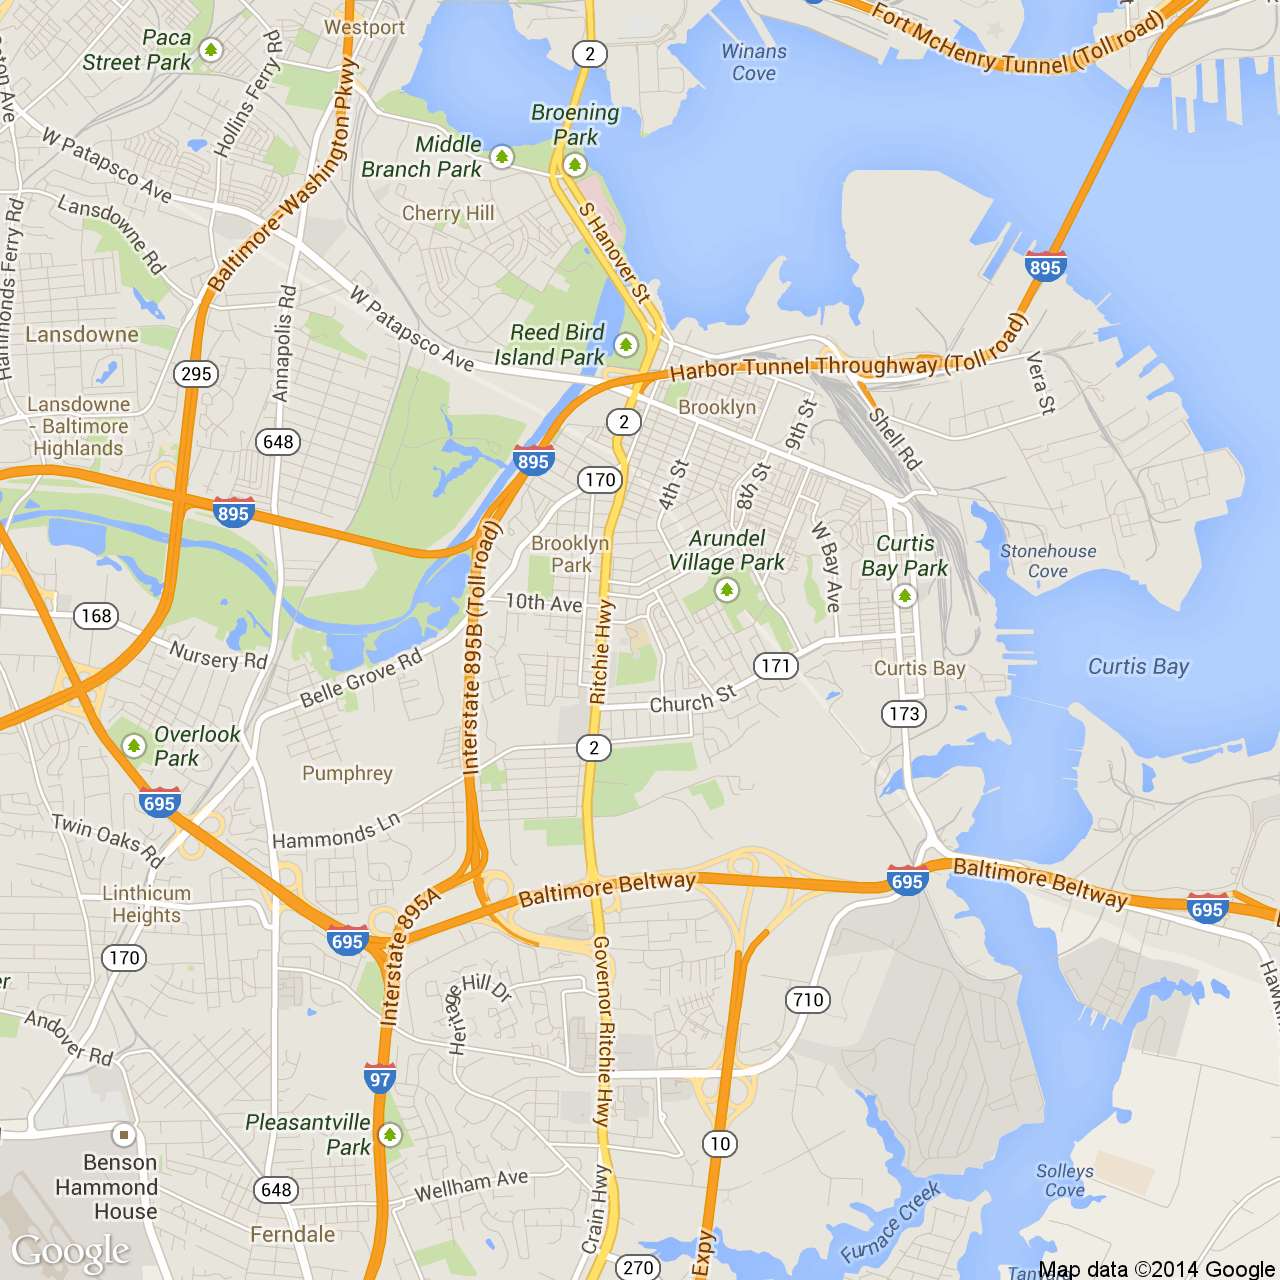 Westport
Paca
Street Park
2
Winans
Cove
Fort McHenry Tunnel (Toll road)
Hollins Ferry Rd
Baltimore-Washington Pkwy
Broening
Park
Middle
Branch Park
W Patapsco Ave
Lansdowne Rd
Cherry Hill
S Hanover St
Hammonds Ferry Rd
895
Annapolis Rd
W Patapsco Ave
Lansdowne
Reed Bird
Island Park
Harbor Tunnel Throughway (Toll road)
Vera St
295
Lansdowne
- Baltimore
Highlands
Brooklyn
2
9th St
Shell Rd
648
895
170
4th St
8th St
895
Interstate 895B (Toll road)
Brooklyn
Park
Arundel
Village Park
W Bay Ave
Curtis
Bay Park
Stonehouse
Cove
168
10th Ave
Nursery Rd
Belle Grove Rd
Ritchie Hwy
171
Curtis Bay
Curtis Bay
Church St
173
Overlook
Park
2
Pumphrey
695
Twin Oaks Rd
Hammonds Ln
Linthicum
Heights
Interstate 895A
Baltimore Beltway
695
Baltimore Beltway
695
695
170
Governor Ritchie Hwy
Heritage Hill Dr
710
Andover Rd
97
Pleasantville
Park
10
Benson
Hammond
House
648
Wellham Ave
Crain Hwy
Solleys
Cove
Furnace Creek
Ferndale
Expy
270
Google
Map data ©2014 Google